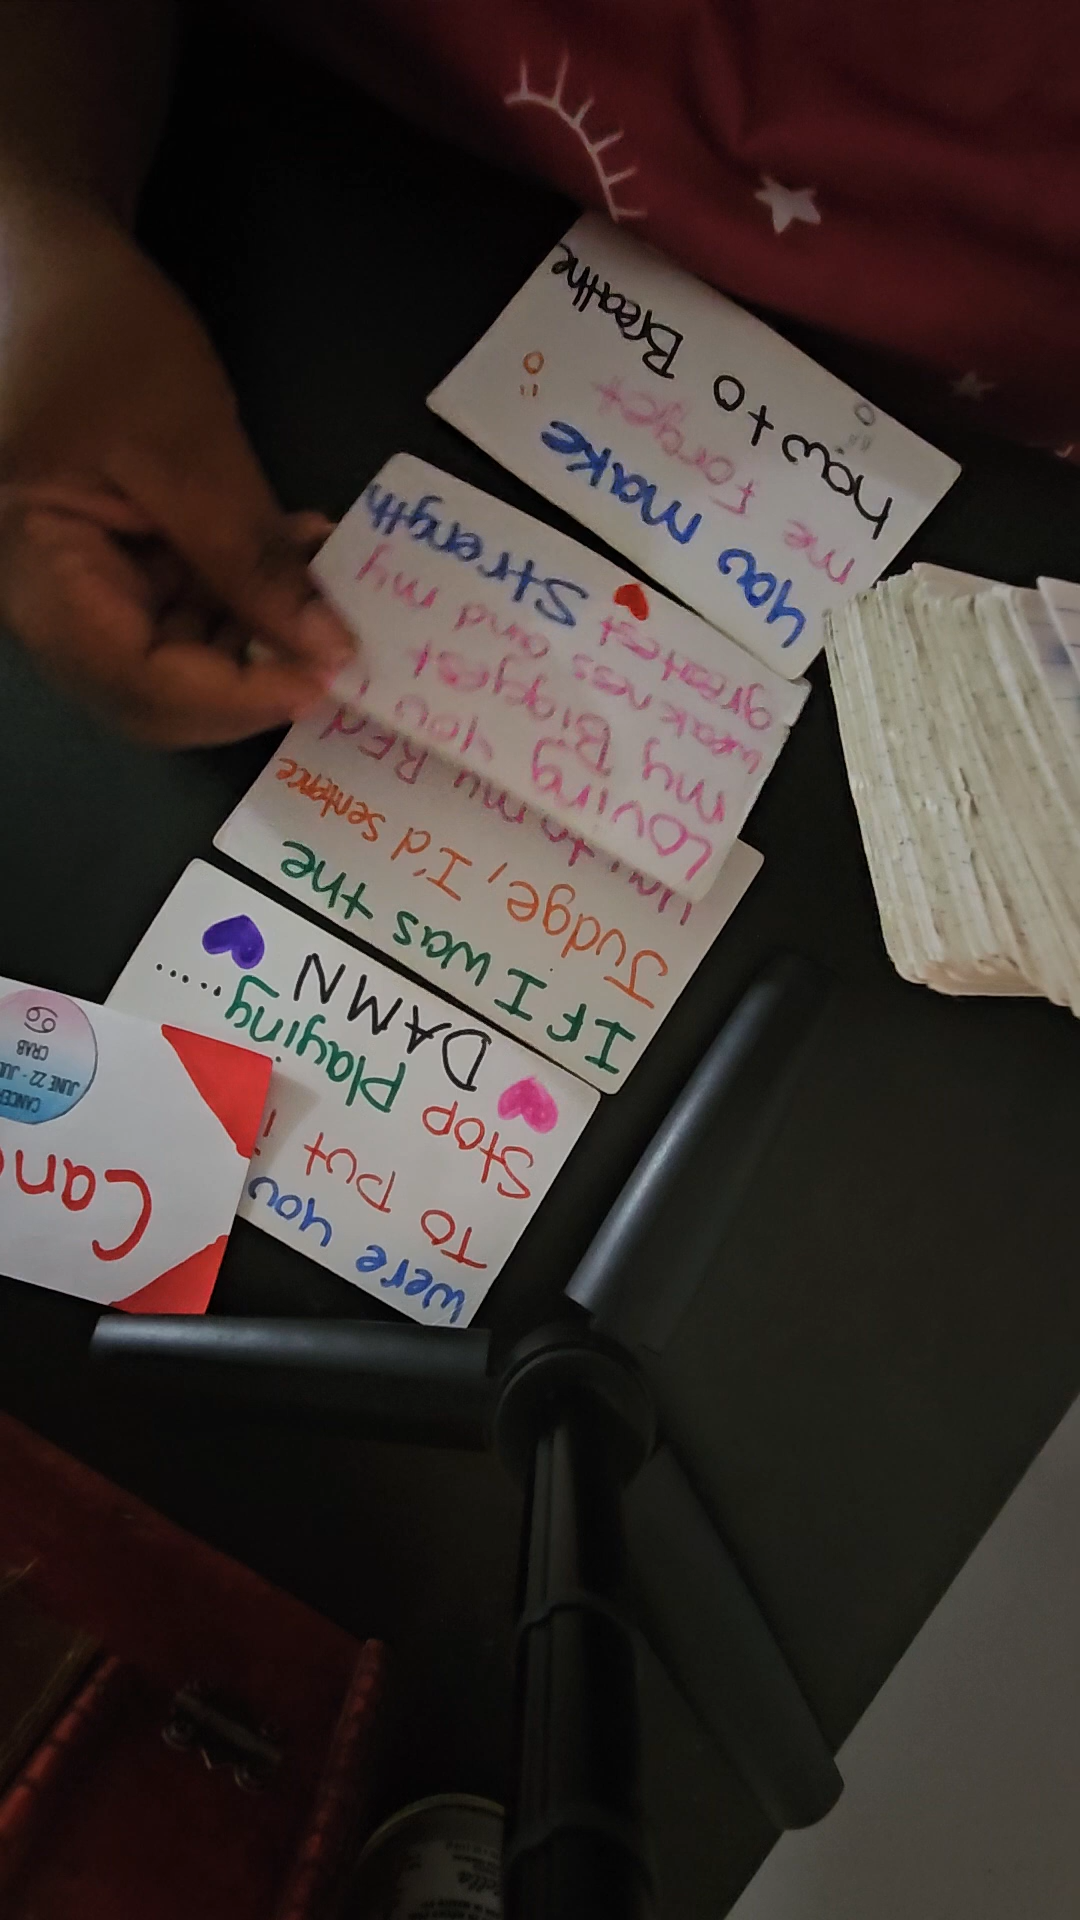 were you
To Put
Stop playing.....
DAMN
Can
CANCER
JUNE 22 - JUL
CRAB
If I was the
Judge, I'd sentence
you to my BED
Loving you
my Biggest
weakness and my
greatest Strength
you make
me forget
how to Breathe